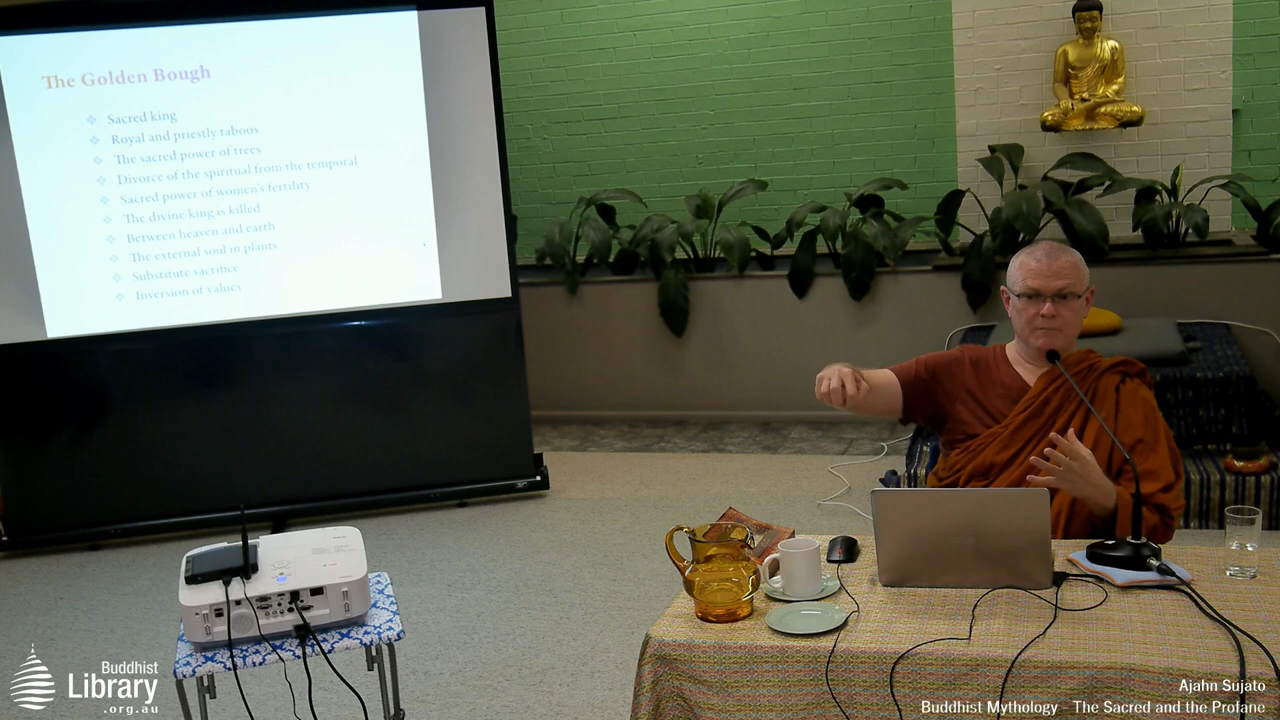 The Golden Bough
❖ Sacred king
❖ Royal and priestly taboos
❖ The sacred power of trees
❖ Divorce of the spiritual from the temporal
❖ Sacred power of women's fertility
❖ The divine king is killed
❖ Between heaven and earth
❖ The external soul in plants
❖ Substitute sacrifice
❖ Inversion of values
Buddhist
Library
.org.au
Ajahn Sujato
Buddhist Mythology _ The Sacred and the Profane